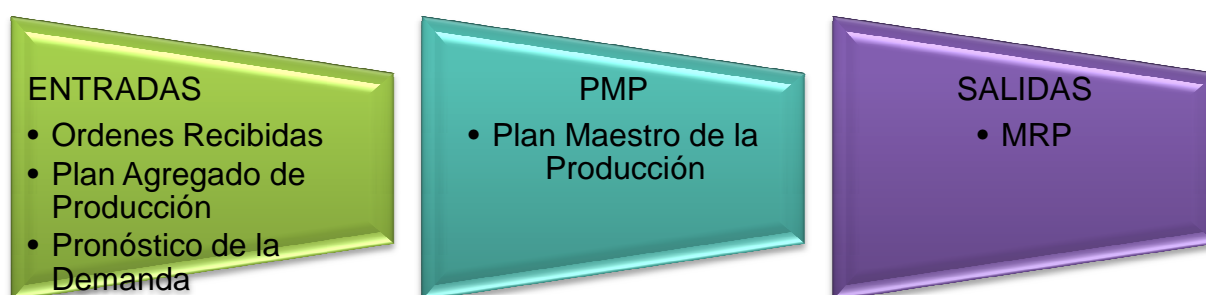 ENTRADAS
• Ordenes Recibidas
• Plan Agregado de
Producción
• Pronóstico de la
Demanda
PMP
• Plan Maestro de la
Producción
SALIDAS
• MRP